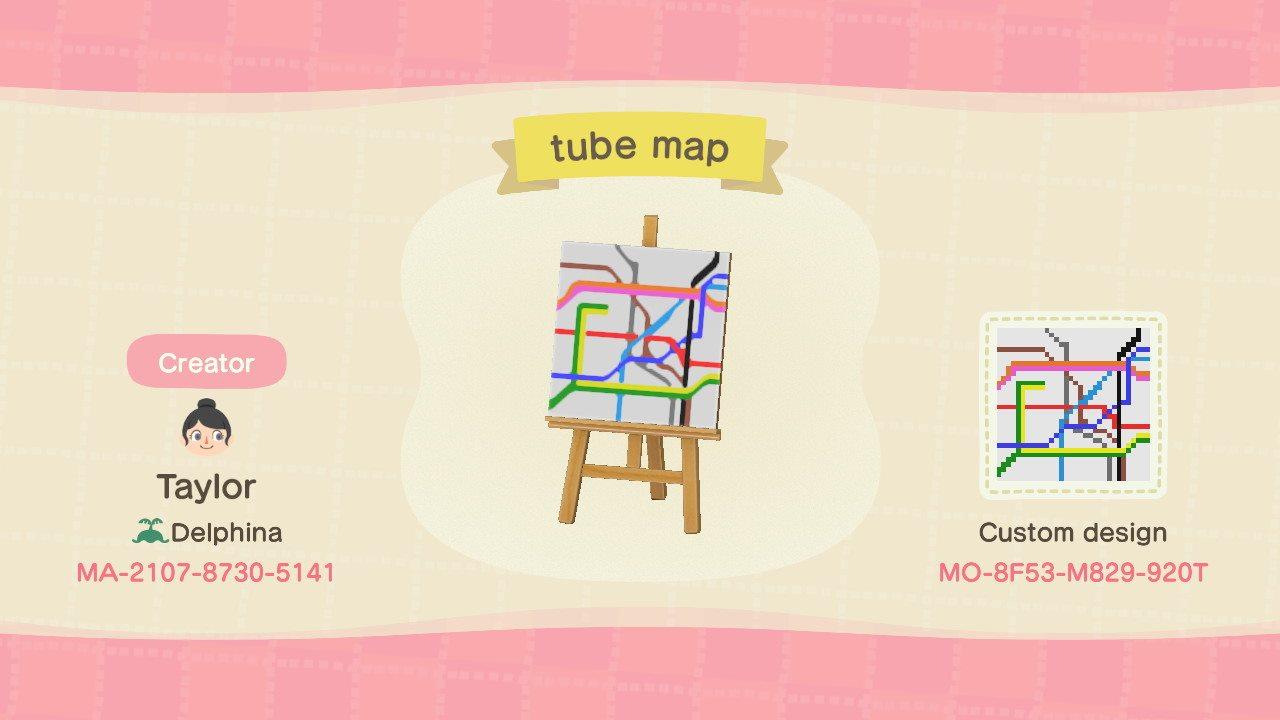 tube map
Creator
Taylor
Delphina
MA-2107-8730-5141
Custom design
MO-8F53-M829-920T